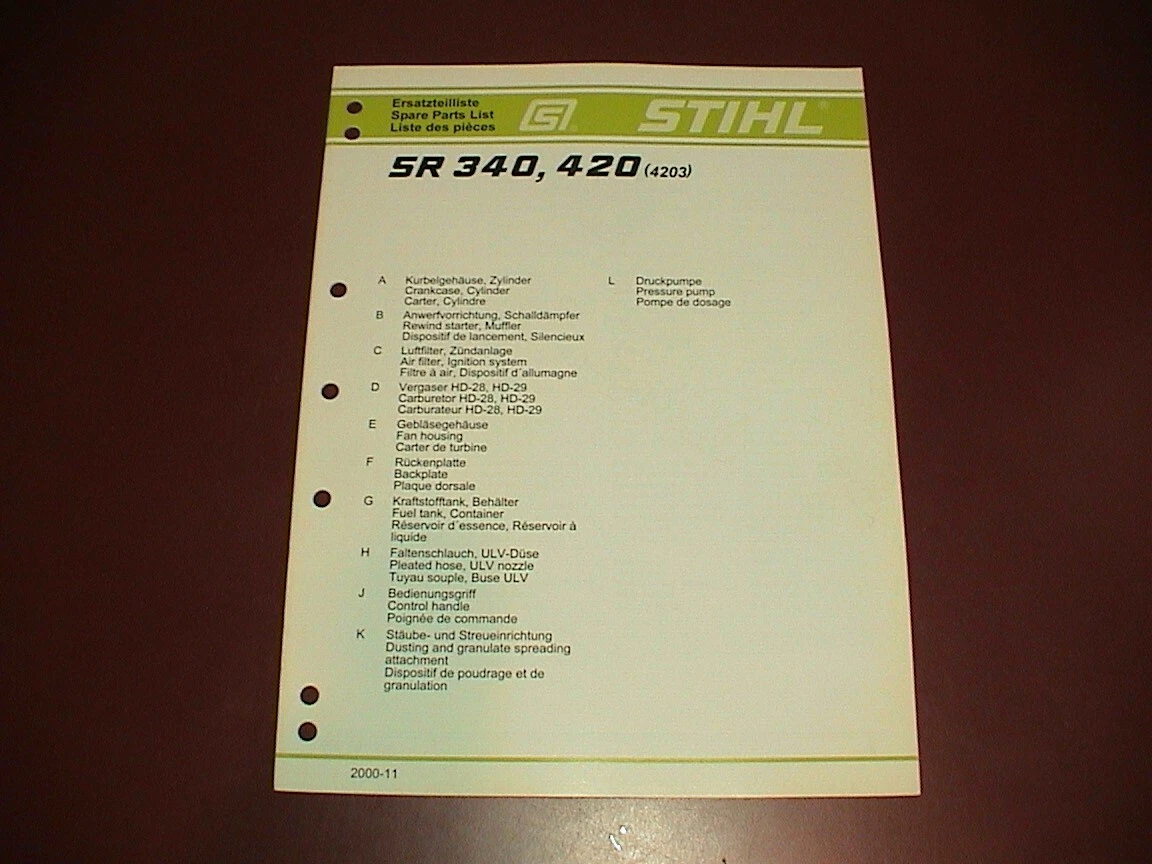 Ersatzteilliste
Spare Parts List
Liste des pièces
STIHL®
SR 340, 420 (4203)
A Kurbelgehäuse, Zylinder
Crankcase, Cylinder
Carter, Cylindre
B Anwerfvorrichtung, Schalldämpfer
Rewind starter, Muffler
Dispositif de lancement, Silencieux
C Luftfilter, Zündanlage
Air filter, Ignition system
Filtre à air, Dispositif d´allumagne
D Vergaser HD-28, HD-29
Carburetor HD-28, HD-29
Carburateur HD-28, HD-29
E Gebläsegehäuse
Fan housing
Carter de turbine
F Rückenplatte
Backplate
Plaque dorsale
G Kraftstofftank, Behälter
Fuel tank, Container
Réservoir d´essence, Réservoir à
liquide
H Faltenschlauch, ULV-Düse
Pleated hose, ULV nozzle
Tuyau souple, Buse ULV
J Bedienungsgriff
Control handle
Poignée de commande
K Stäube- und Streueinrichtung
Dusting and granulate spreading
attachment
Dispositif de poudrage et de
granulation
L Druckpumpe
Pressure pump
Pompe de dosage
2000-11